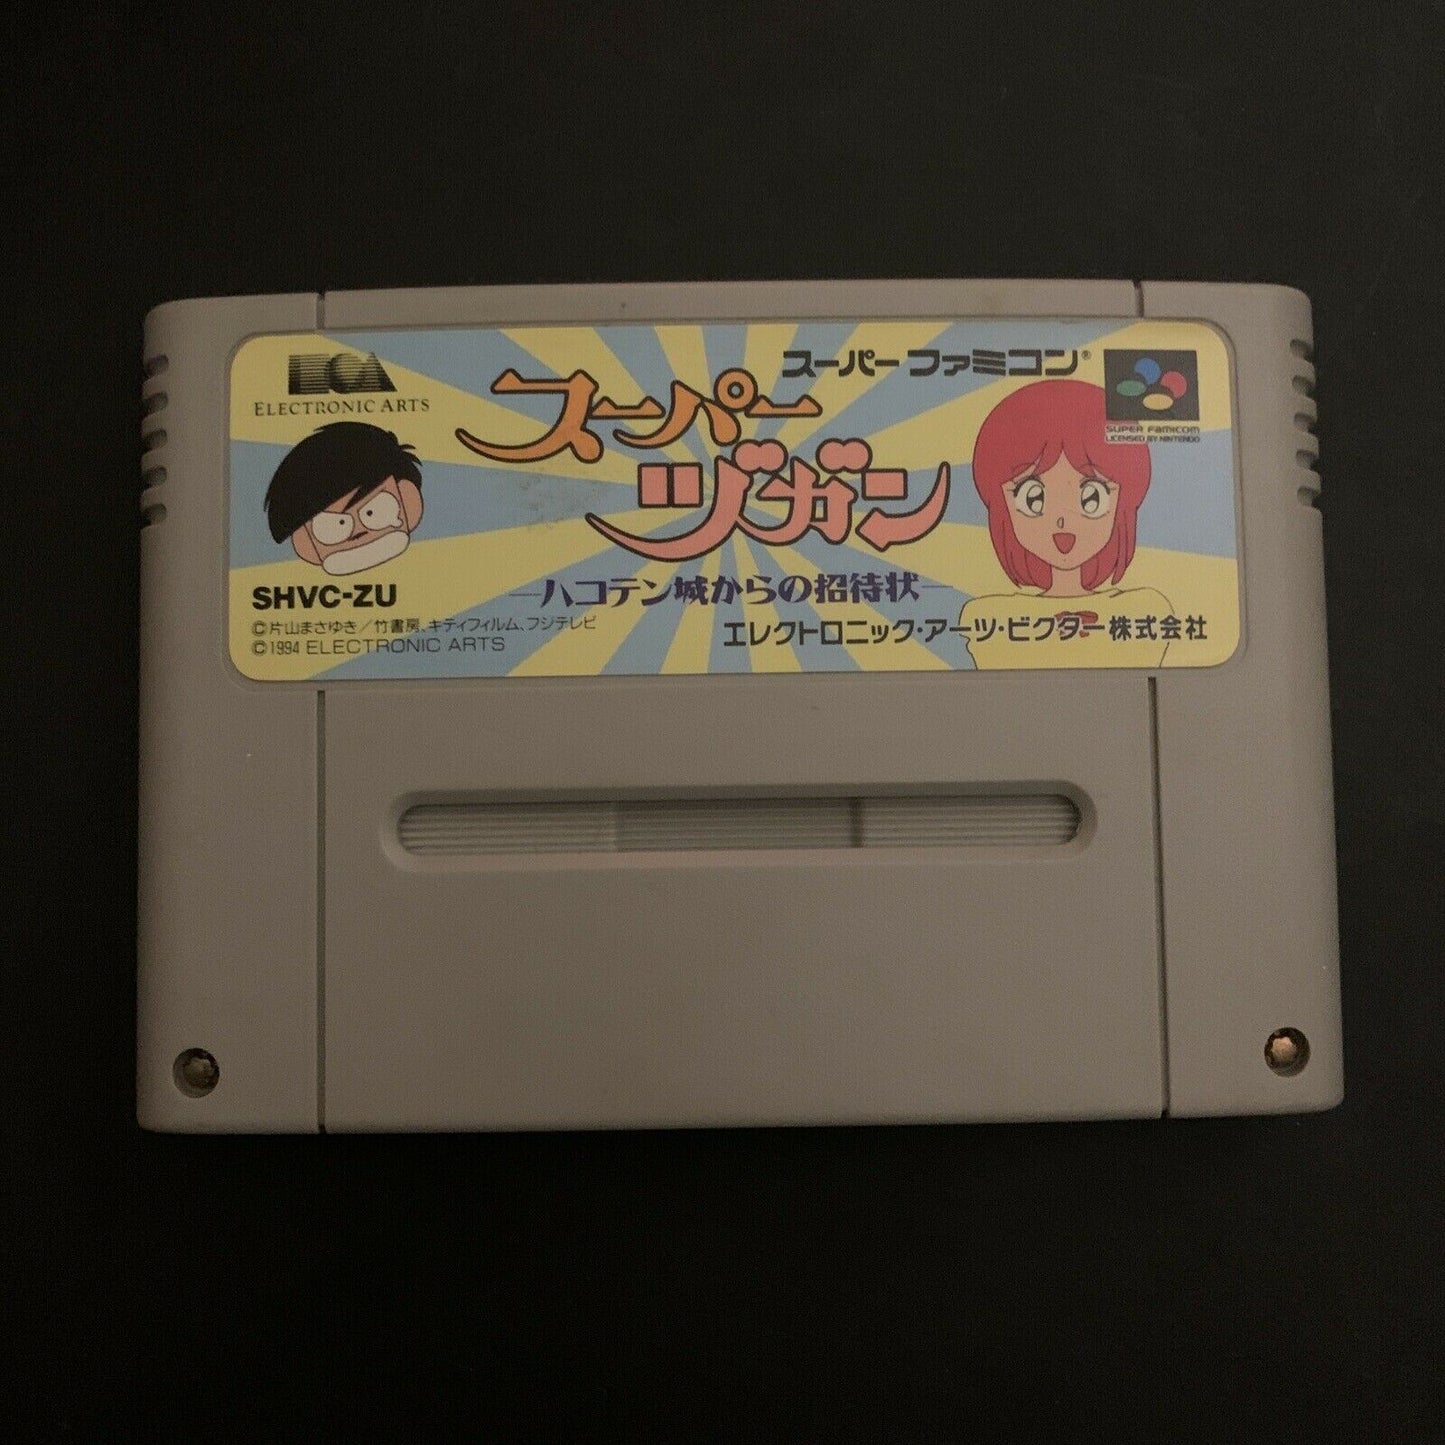 ELECTRONIC ARTS
スーパーファミコン®
SUPER FAMICOM
LICENSED BY NINTENDO
スーパー
ヅガン
—ハコテン城からの招待状—
SHVC-ZU
©片山まさゆき/竹書房、キティフィルム、フジテレビ
©1994 ELECTRONIC ARTS
エレクトロニック・アーツ・ビクター株式会社